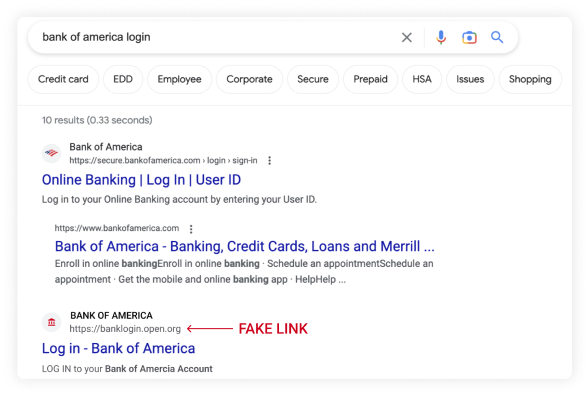 bank of america login
Credit card EDD Employee Corporate Secure Prepaid HSA Issues Shopping
10 results (0.33 seconds)
Bank of America
https://secure.bankofamerica.com › login › sign-in
Online Banking | Log In | User ID
Log in to your Online Banking account by entering your User ID.
https://www.bankofamerica.com
Bank of America - Banking, Credit Cards, Loans and Merrill ...
Enroll in online bankingEnroll in online banking · Schedule an appointmentSchedule an
appointment · Get the mobile and online banking app · HelpHelp ...
BANK OF AMERICA
https://banklogin.open.org FAKE LINK
Log in - Bank of America
LOG IN to your Bank of Amercia Account